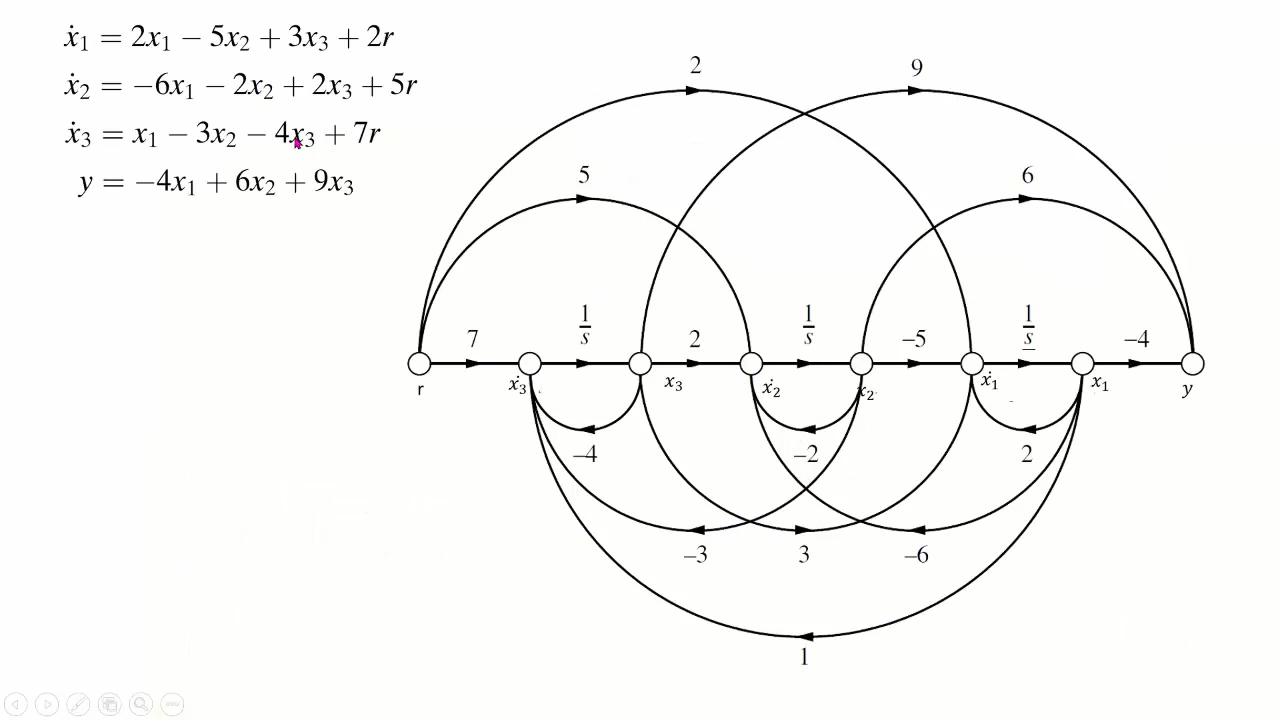 ẋ₁ = 2x₁ − 5x₂ + 3x₃ + 2r
ẋ₂ = −6x₁ − 2x₂ + 2x₃ + 5r
ẋ₃ = x₁ − 3x₂ − 4x₃ + 7r
y = −4x₁ + 6x₂ + 9x₃
2 9
5 6
7 1/s 2 1/s −5 1/s −4
r ẋ₃ x₃ ẋ₂ x₂ ẋ₁ x₁ y
−4 −2 2
−3 3 −6
1